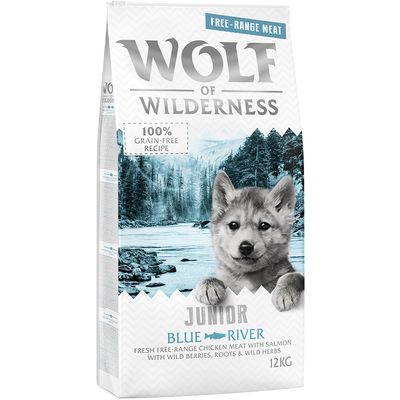 FREE-RANGE MEAT
WOLF
OF
WILDERNESS
100%
GRAIN-FREE
RECIPE
JUNIOR
BLUE RIVER
FRESH FREE-RANGE CHICKEN MEAT WITH SALMON
WITH WILD BERRIES, ROOTS & WILD HERBS
12KG